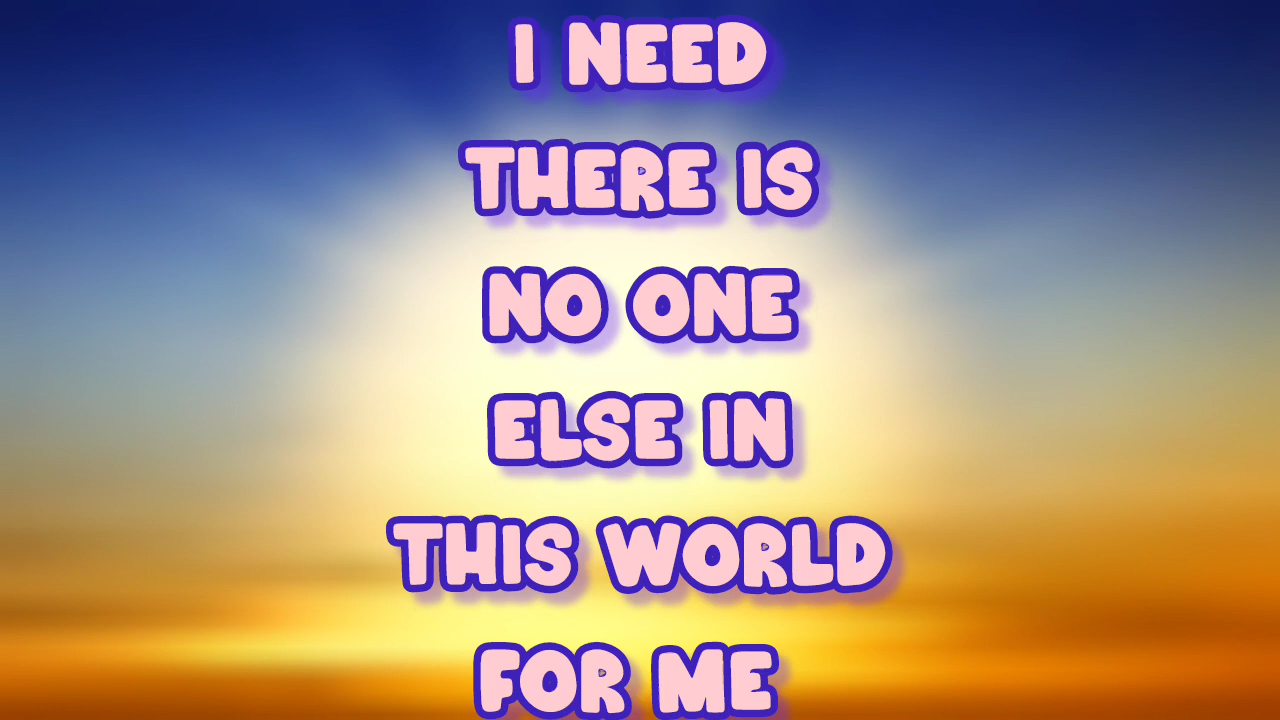 I NEED
THERE IS
NO ONE
ELSE IN
THIS WORLD
FOR ME